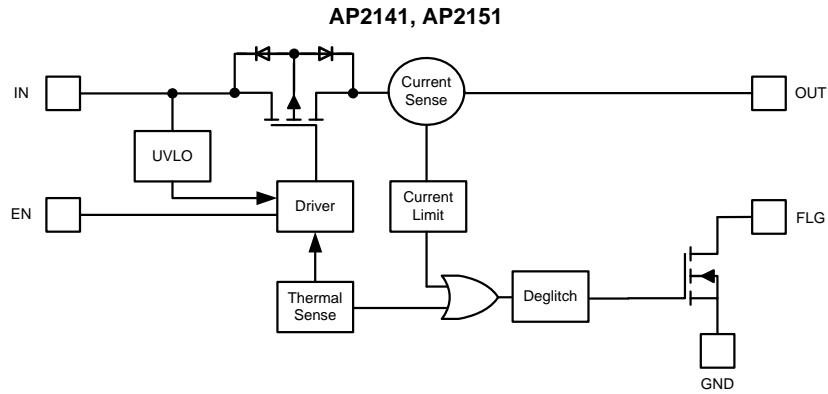 AP2141, AP2151
IN
Current
Sense
OUT
UVLO
EN
Driver
Current
Limit
FLG
Thermal
Sense
Deglitch
GND